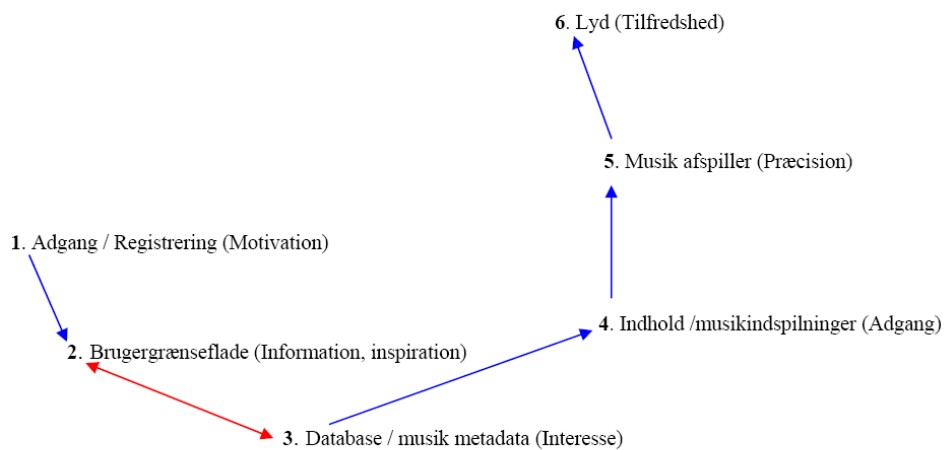 6. Lyd (Tilfredshed)
5. Musik afspiller (Præcision)
1. Adgang / Registrering (Motivation)
4. Indhold /musikindspilninger (Adgang)
2. Brugergrænseflade (Information, inspiration)
3. Database / musik metadata (Interesse)